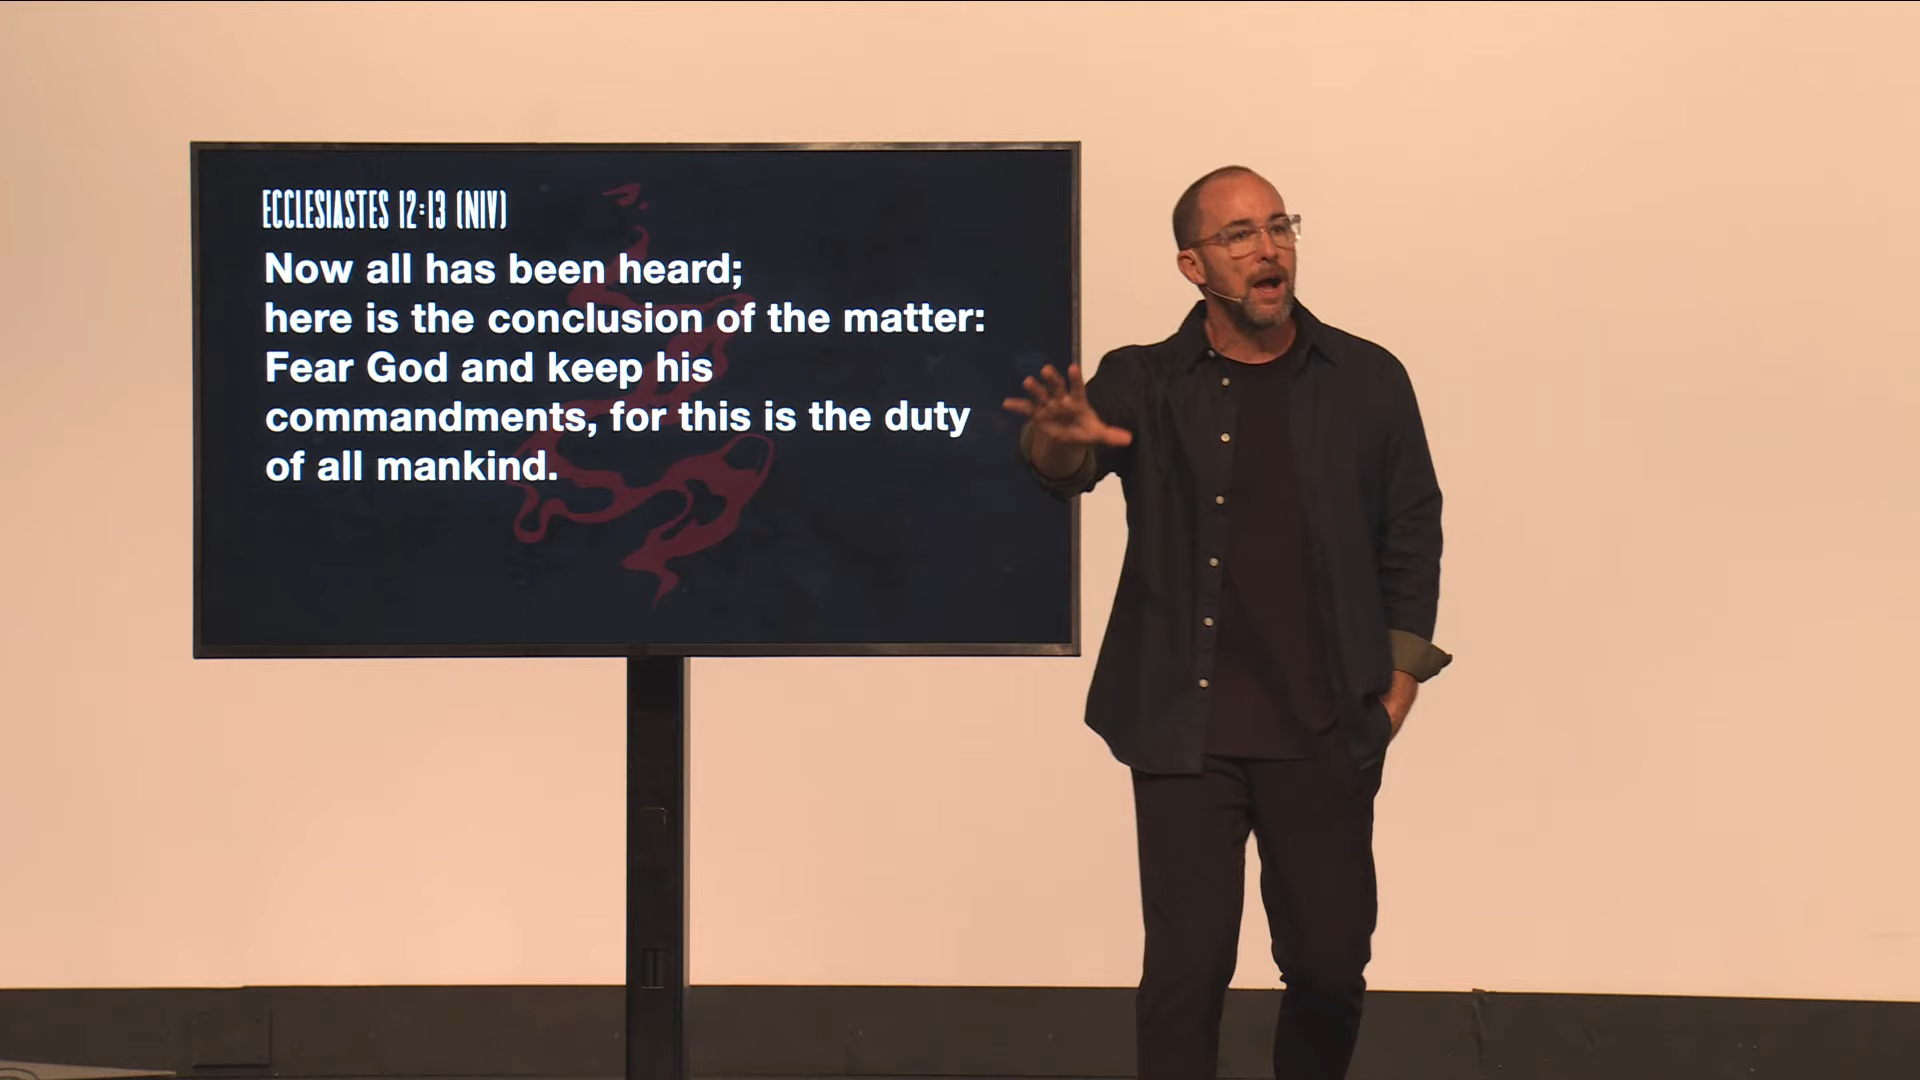 ECCLESIASTES 12:13 (NIV)
Now all has been heard;
here is the conclusion of the matter:
Fear God and keep his
commandments, for this is the duty
of all mankind.